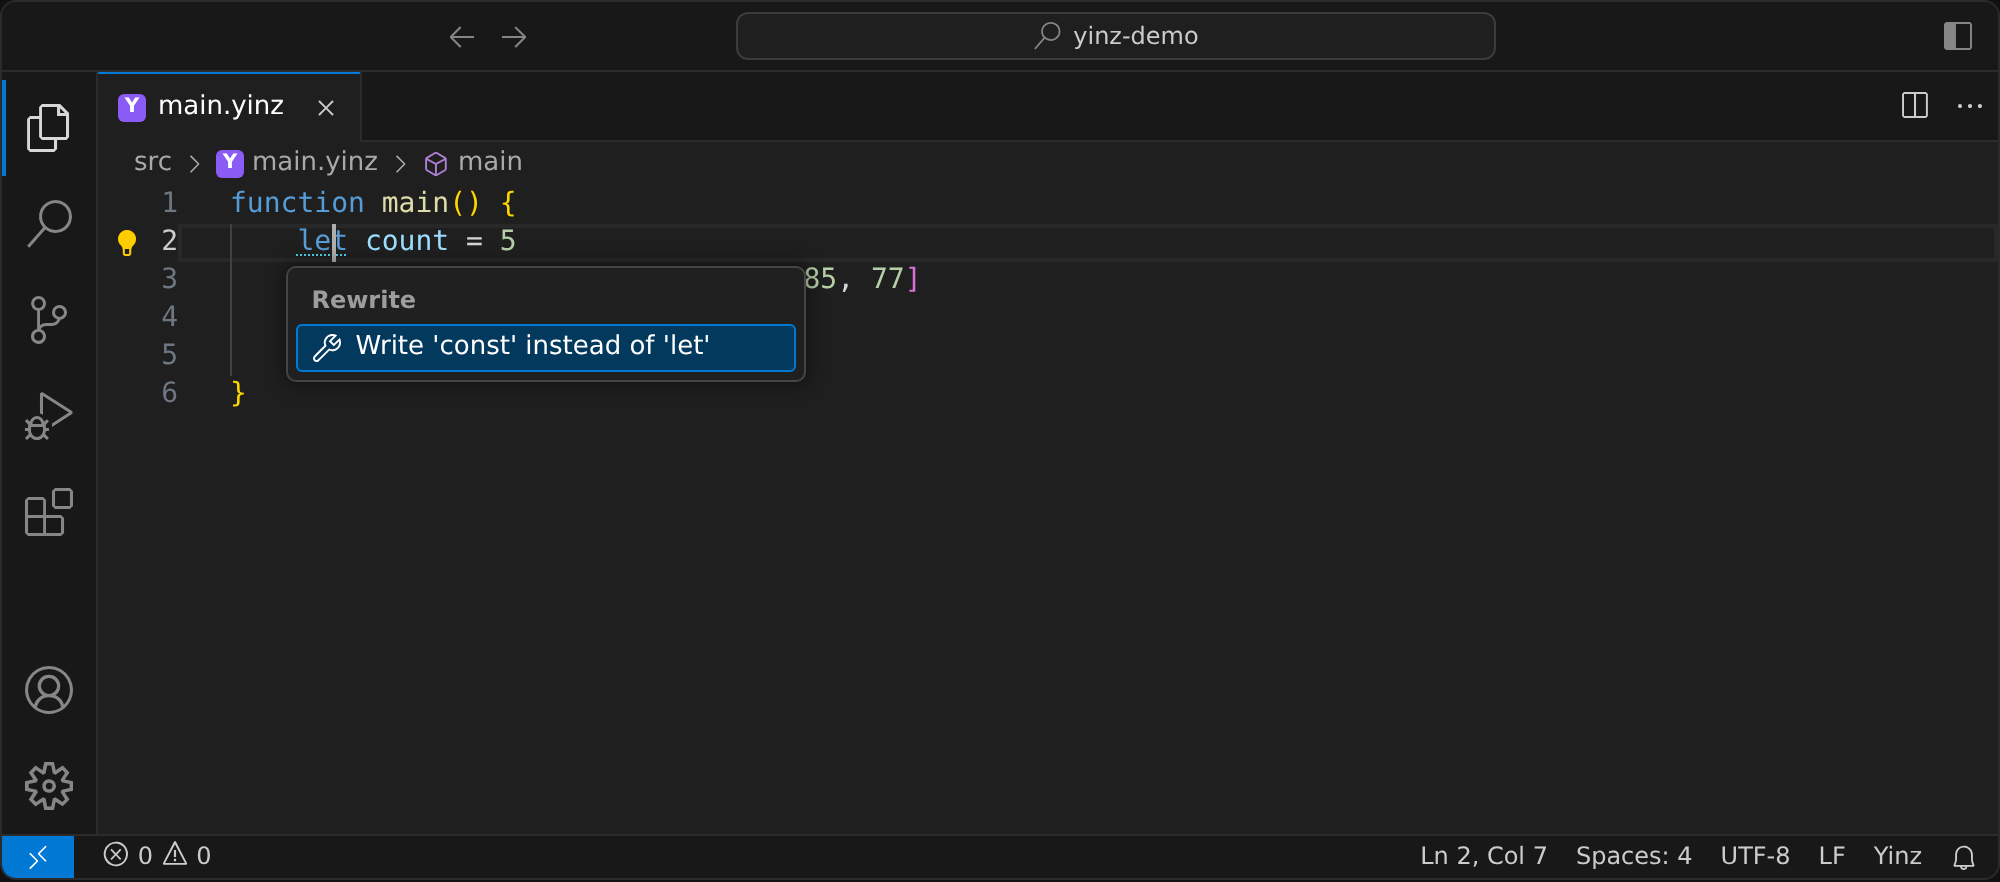 yinz-demo
Y main.yinz
src Y main.yinz main
1 function main() {
2 let count = 5
3 85, 77]
4
5
6 }
Rewrite
Write 'const' instead of 'let'
0 0
Ln 2, Col 7 Spaces: 4 UTF-8 LF Yinz